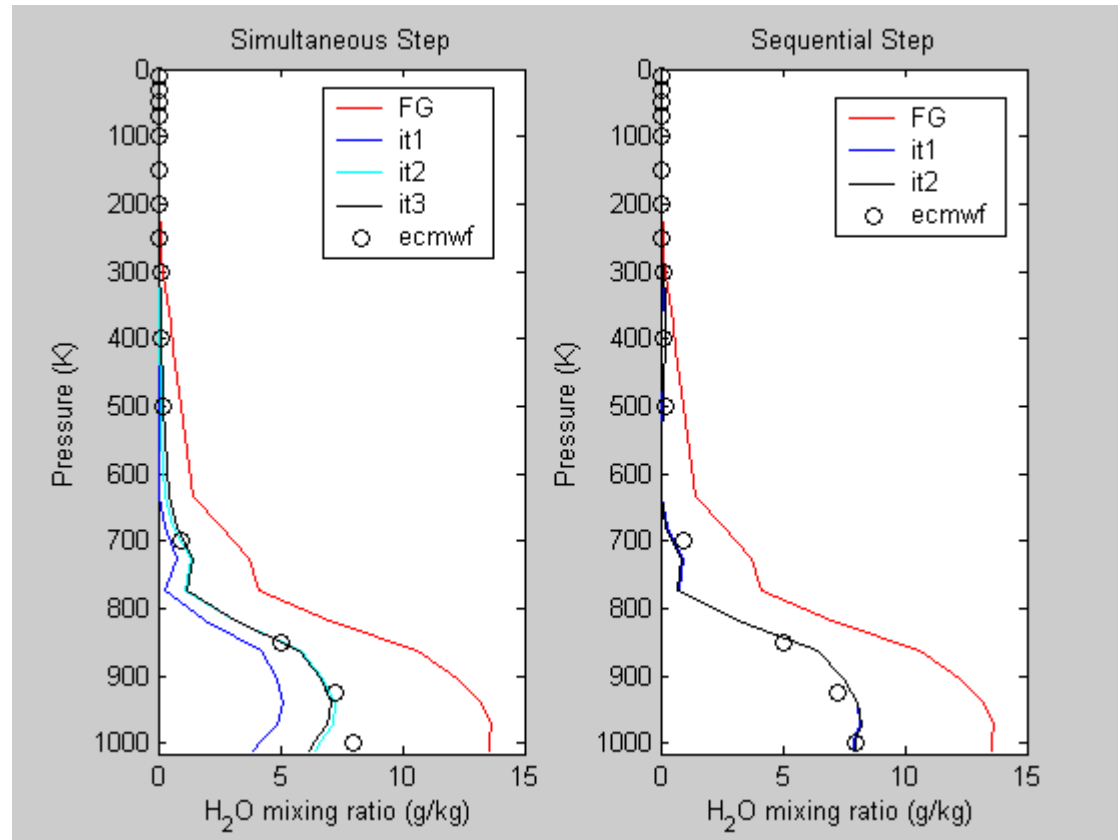 Simultaneous Step
0
100
200
300
400
500
600
700
800
900
1000
Pressure (K)
FG
it1
it2
it3
ecmwf
0
5
10
15
H₂O mixing ratio (g/kg)
Sequential Step
0
100
200
300
400
500
600
700
800
900
1000
Pressure (K)
FG
it1
it2
ecmwf
0
5
10
15
H₂O mixing ratio (g/kg)